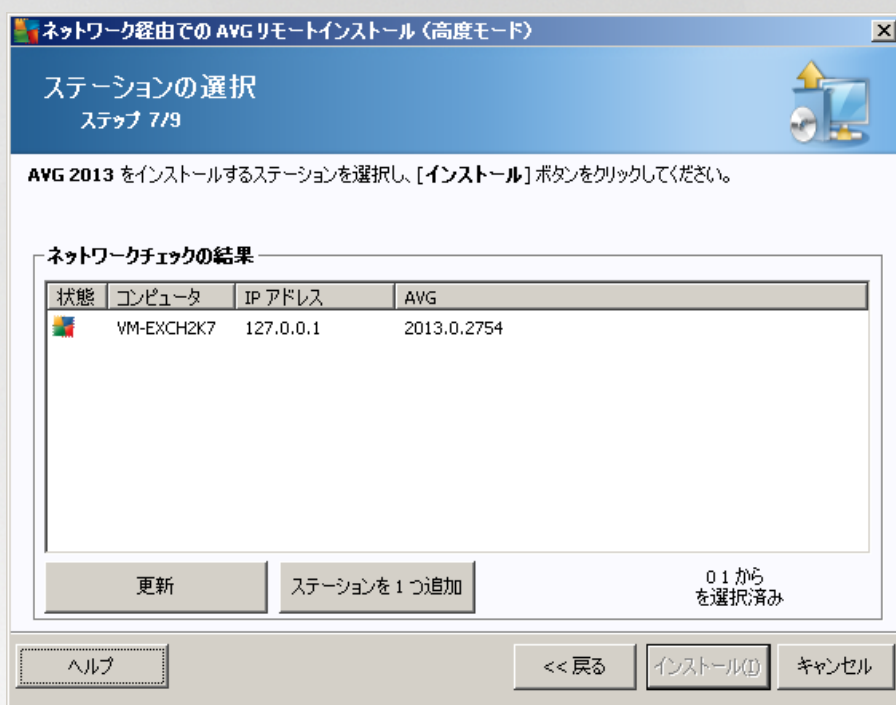 ネットワーク経由での AVG リモートインストール（高度モード）
ステーションの選択
ステップ 7/9
AVG 2013 をインストールするステーションを選択し、[インストール] ボタンをクリックしてください。
ネットワークチェックの結果
状態 コンピュータ IP アドレス AVG
VM-EXCH2K7 127.0.0.1 2013.0.2754
更新 ステーションを 1 つ追加
0 1 から
を選択済み
ヘルプ << 戻る インストール(I) キャンセル